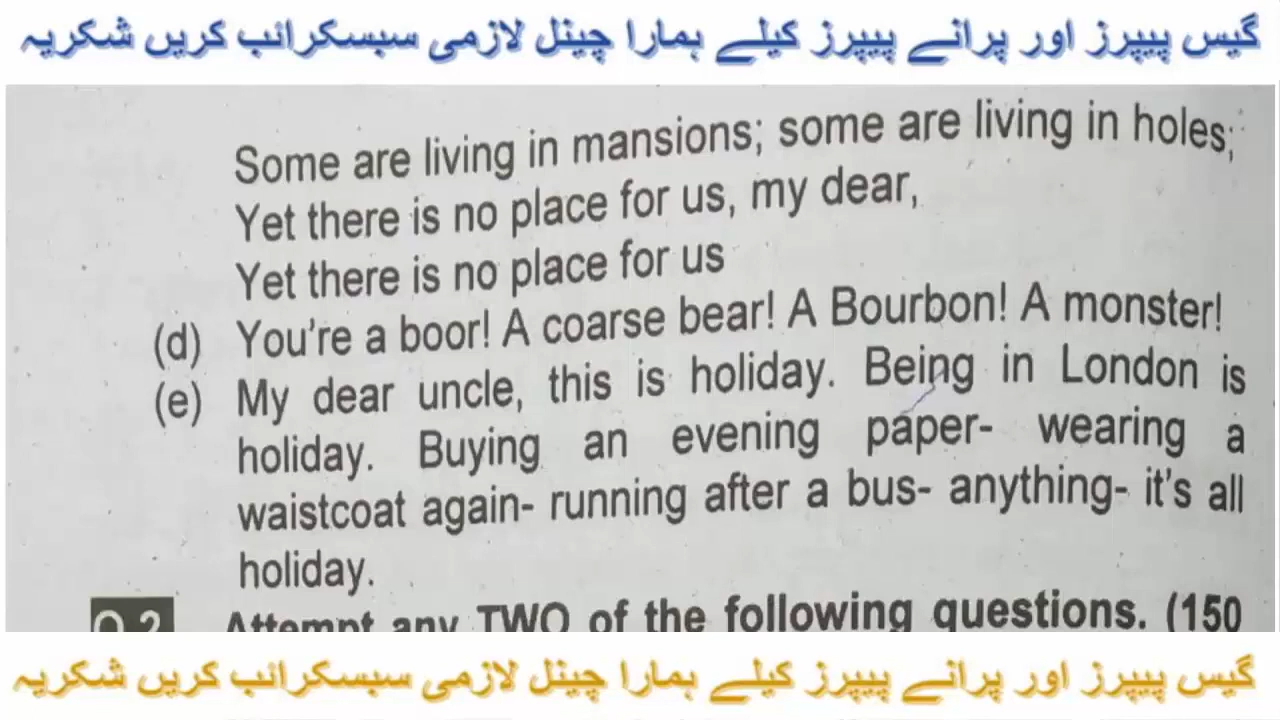 گیس پیپرز اور پرانے پیپرز کیلے ہمارا چینل لازمی سبسکرائب کریں شکریہ
Some are living in mansions; some are living in holes;
Yet there is no place for us, my dear,
Yet there is no place for us
(d) You're a boor! A coarse bear! A Bourbon! A monster!
(e) My dear uncle, this is holiday. Being in London is
holiday. Buying an evening paper- wearing a
waistcoat again- running after a bus- anything- it's all
holiday.
Q.2 Attempt any TWO of the following questions. (150
گیس پیپرز اور پرانے پیپرز کیلے ہمارا چینل لازمی سبسکرائب کریں شکریہ